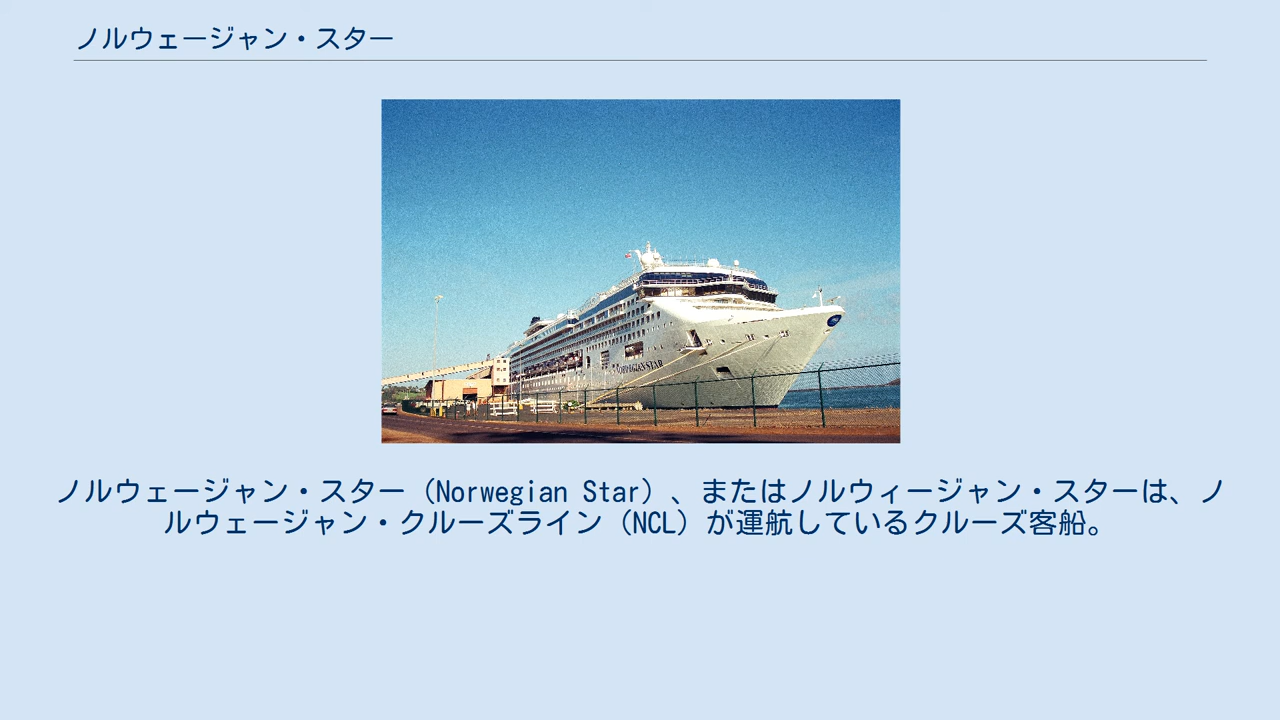 ノルウェージャン・スター
NORWEGIAN STAR
ノルウェージャン・スター（Norwegian Star）、またはノルウィージャン・スターは、ノ
ルウェージャン・クルーズライン（NCL）が運航しているクルーズ客船。